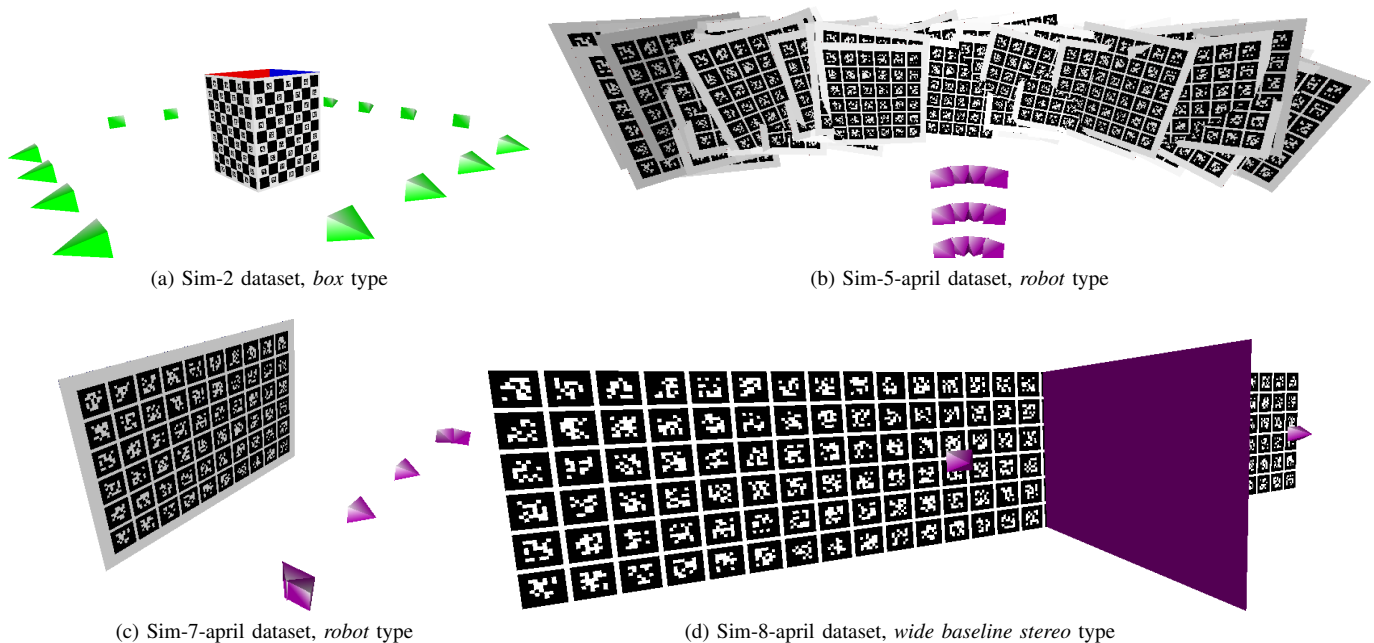 (a) Sim-2 dataset, box type
(b) Sim-5-april dataset, robot type
(c) Sim-7-april dataset, robot type
(d) Sim-8-april dataset, wide baseline stereo type